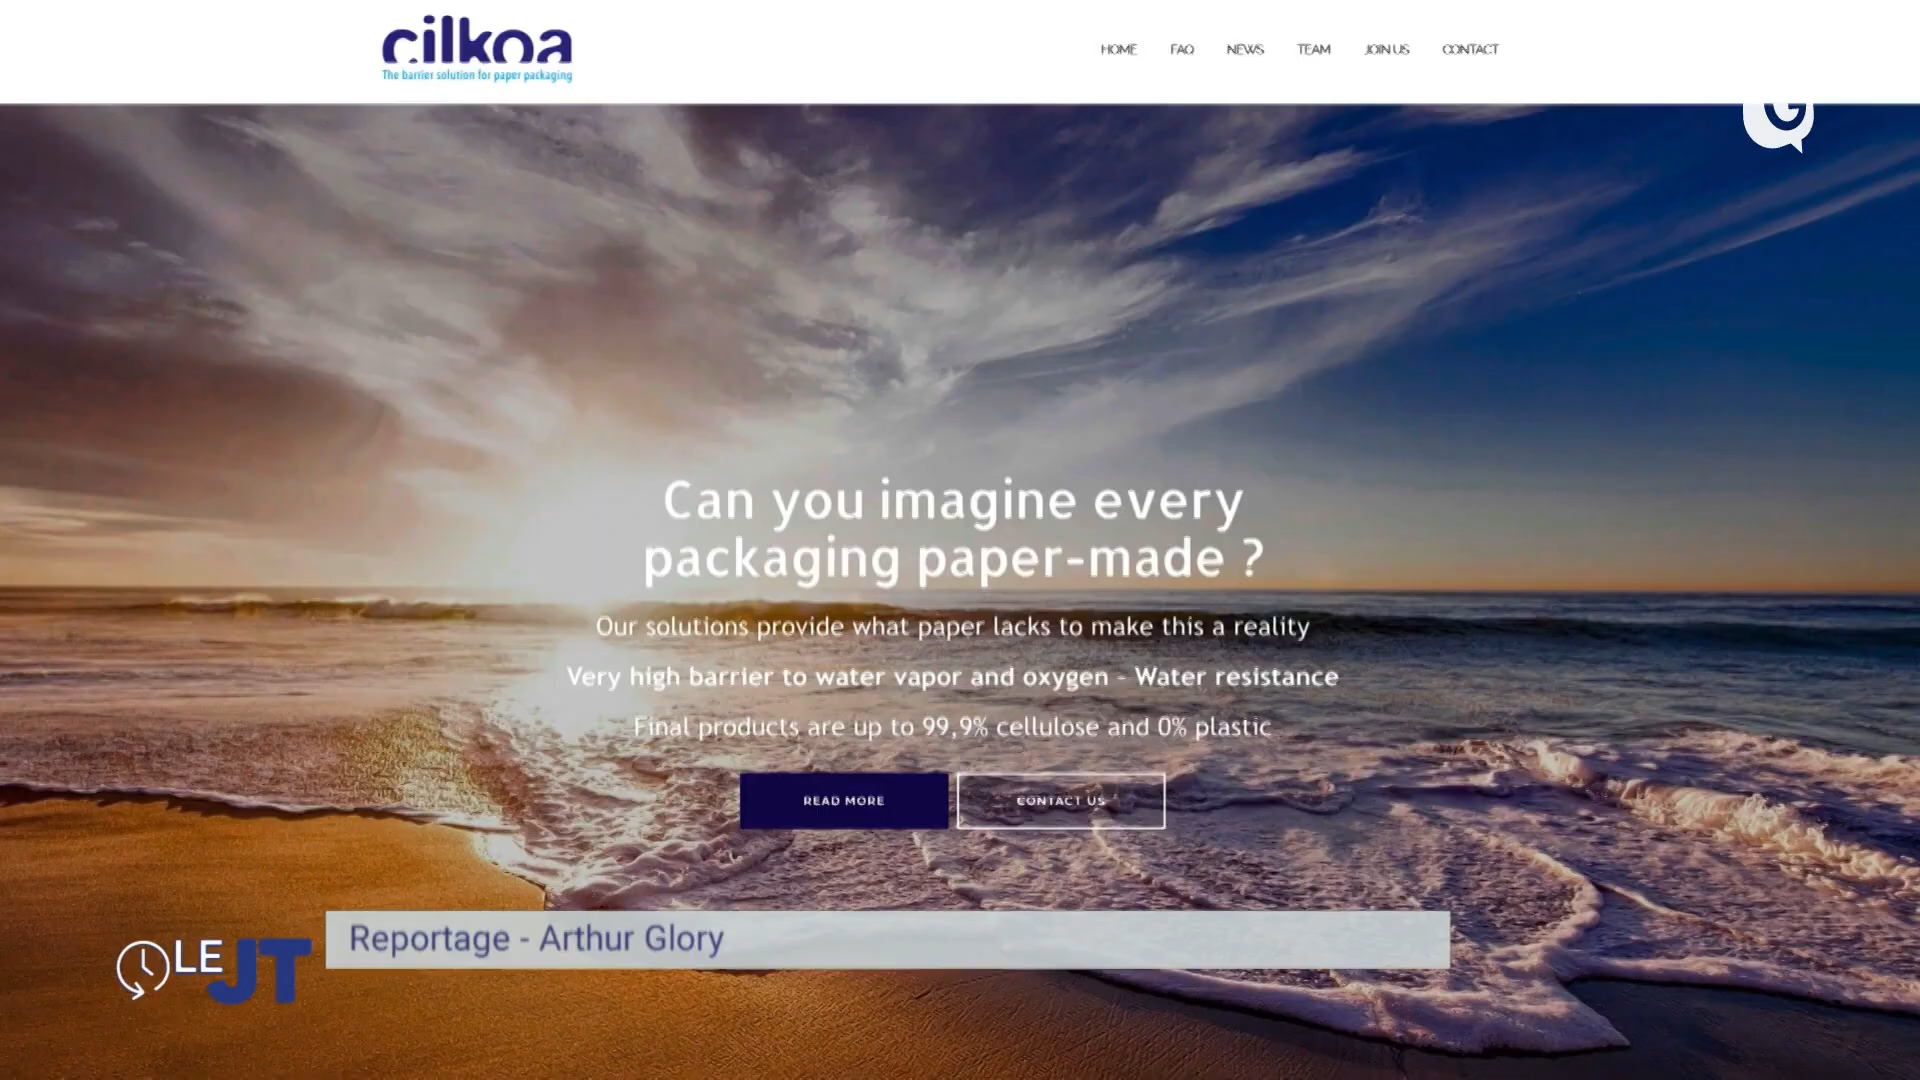 cilkoa
The barrier solution for paper packaging
HOME FAQ NEWS TEAM JOIN US CONTACT
G
Can you imagine every
packaging paper-made ?
Our solutions provide what paper lacks to make this a reality
Very high barrier to water vapor and oxygen - Water resistance
Final products are up to 99,9% cellulose and 0% plastic
READ MORE CONTACT US
Reportage - Arthur Glory
LE JT